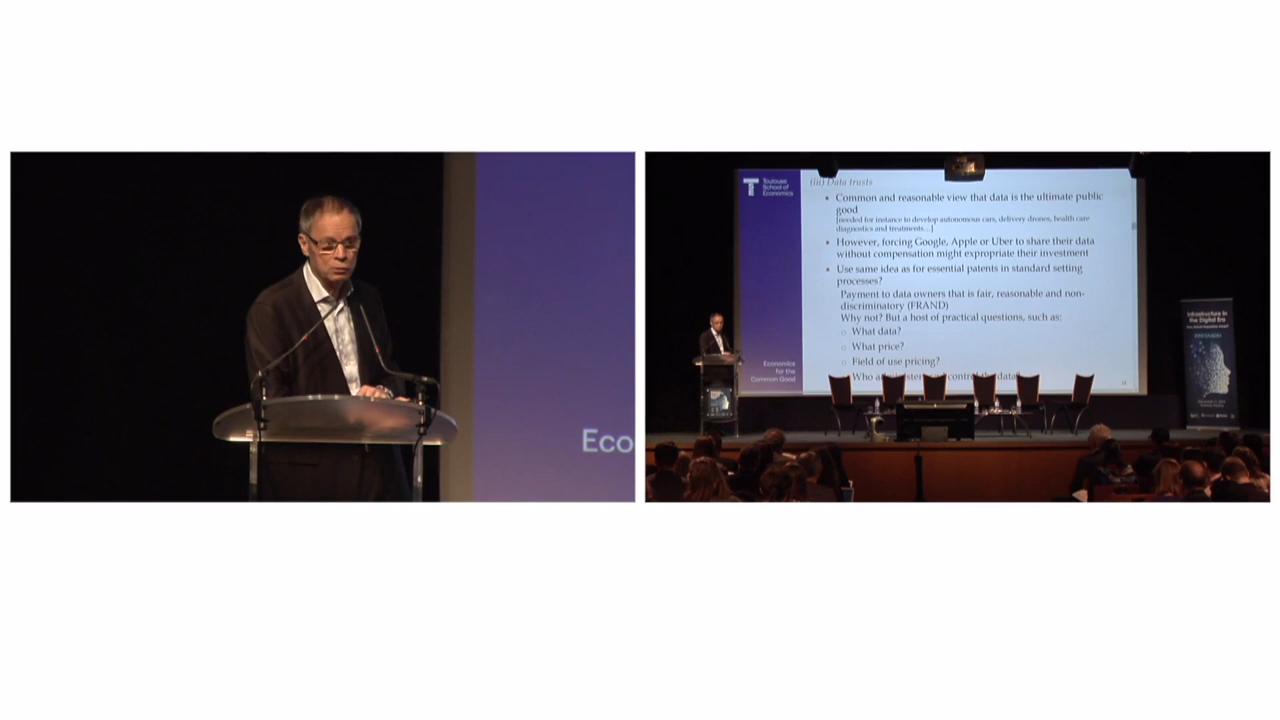 Eco
Toulouse
School of
Economics
(iii) Data trusts
• Common and reasonable view that data is the ultimate public
good
[needed for instance to develop autonomous cars, delivery drones, health care
diagnostics and treatments…]
• However, forcing Google, Apple or Uber to share their data
without compensation might expropriate their investment
• Use same idea as for essential patents in standard setting
processes?
Payment to data owners that is fair, reasonable and non-
discriminatory (FRAND)
Why not? But a host of practical questions, such as:
○ What data?
○ What price?
○ Field of use pricing?
Who
Economics
for the
Common Good
Infrastructure in
the Digital Era